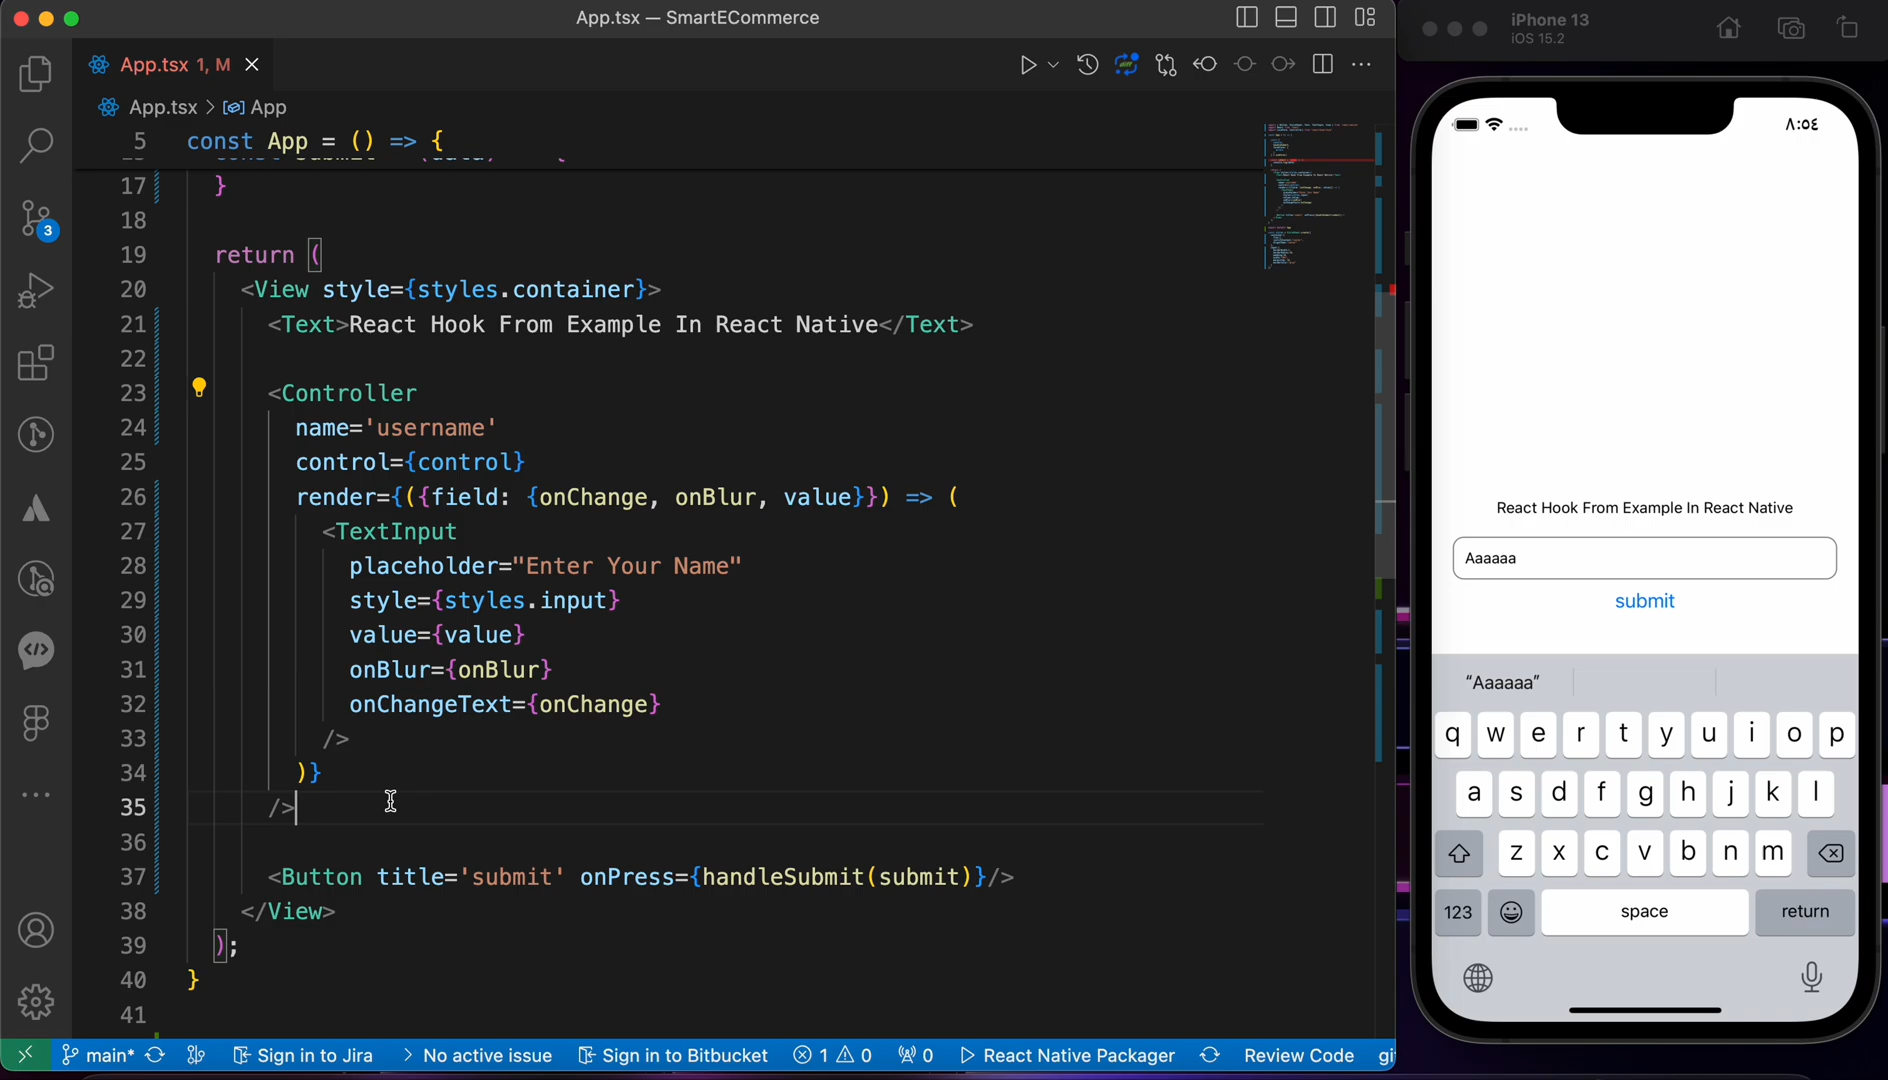 App.tsx — SmartECommerce
App.tsx 1, M
App.tsx > App
5 const App = () => {
17 }
18
19 return (
20 <View style={styles.container}>
21 <Text>React Hook From Example In React Native</Text>
22
23 <Controller
24 name='username'
25 control={control}
26 render={({field: {onChange, onBlur, value}}) => (
27 <TextInput
28 placeholder="Enter Your Name"
29 style={styles.input}
30 value={value}
31 onBlur={onBlur}
32 onChangeText={onChange}
33 />
34 )}
35 />
36
37 <Button title='submit' onPress={handleSubmit(submit)}/>
38 </View>
39 );
40 }
41
3
main* Sign in to Jira No active issue Sign in to Bitbucket 1 0 0 React Native Packager Review Code
iPhone 13
iOS 15.2
٨:٥٤
React Hook From Example In React Native
Aaaaaa
submit
“Aaaaaa”
q w e r t y u i o p
a s d f g h j k l
z x c v b n m
123 space return